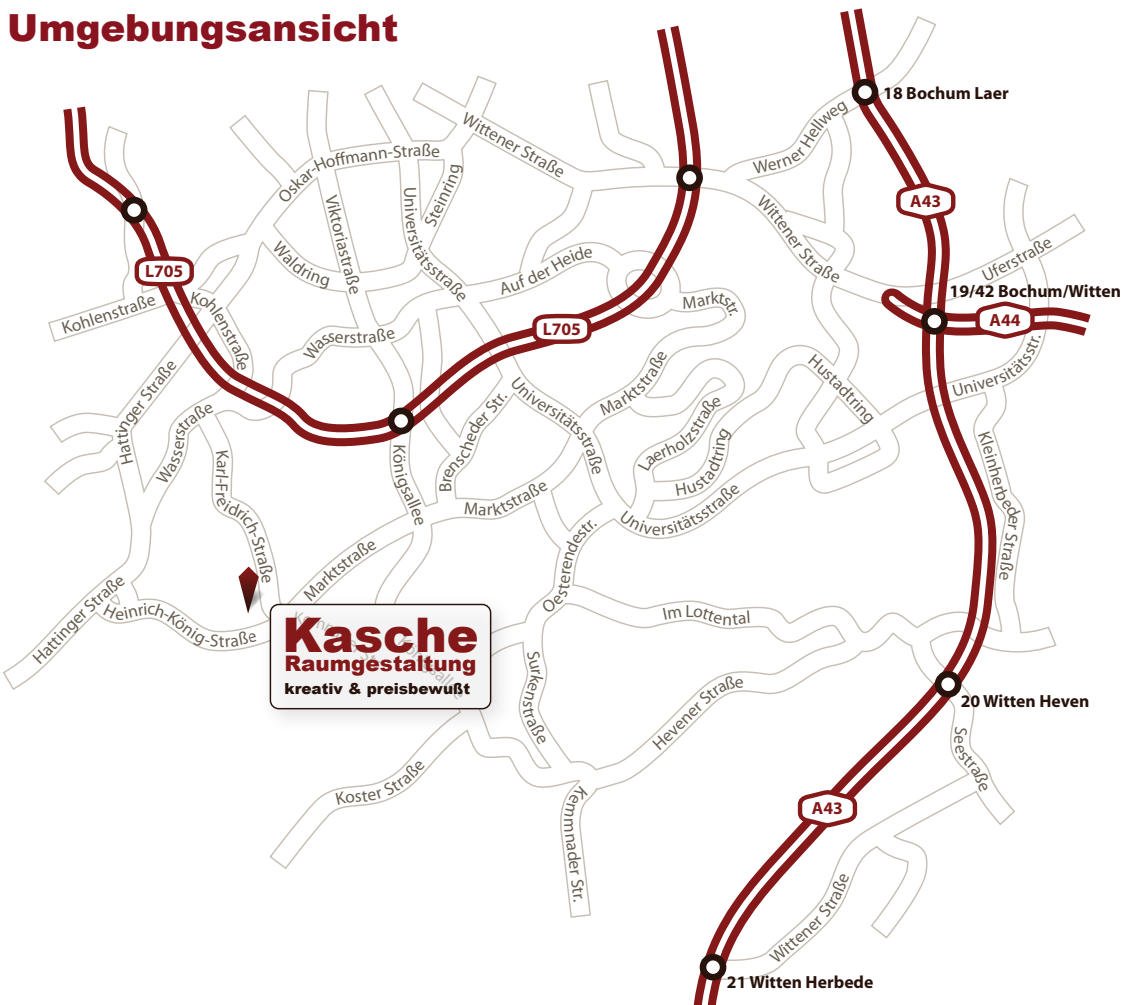 Umgebungsansicht
18 Bochum Laer
Wittener Straße
Werner Hellweg
Oskar-Hoffmann-Straße
Steinring
Viktoriastraße
Universitätsstraße
A43
Wittener Straße
Uferstraße
Waldring
Auf der Heide
L705
19/42 Bochum/Witten
Kohlenstraße
Kohlenstraße
Marktstr.
A44
L705
Wasserstraße
Universitätsstr.
Hattinger Straße
Marktstraße
Hustadtring
Wasserstraße
Brenscheder Str.
Universitätsstraße
Laerholzstraße
Hustadtring
Kleinherbeder Straße
Karl-Freidrich-Straße
Königsallee
Marktstraße
Universitätsstraße
Marktstraße
Oesterendestr.
Hattinger Straße
Heinrich-König-Straße
Im Lottental
Kasche
Raumgestaltung
kreativ & preisbewußt
Surkenstraße
Hevener Straße
20 Witten Heven
Seestraße
Koster Straße
Kemmnader Str.
A43
Wittener Straße
21 Witten Herbede